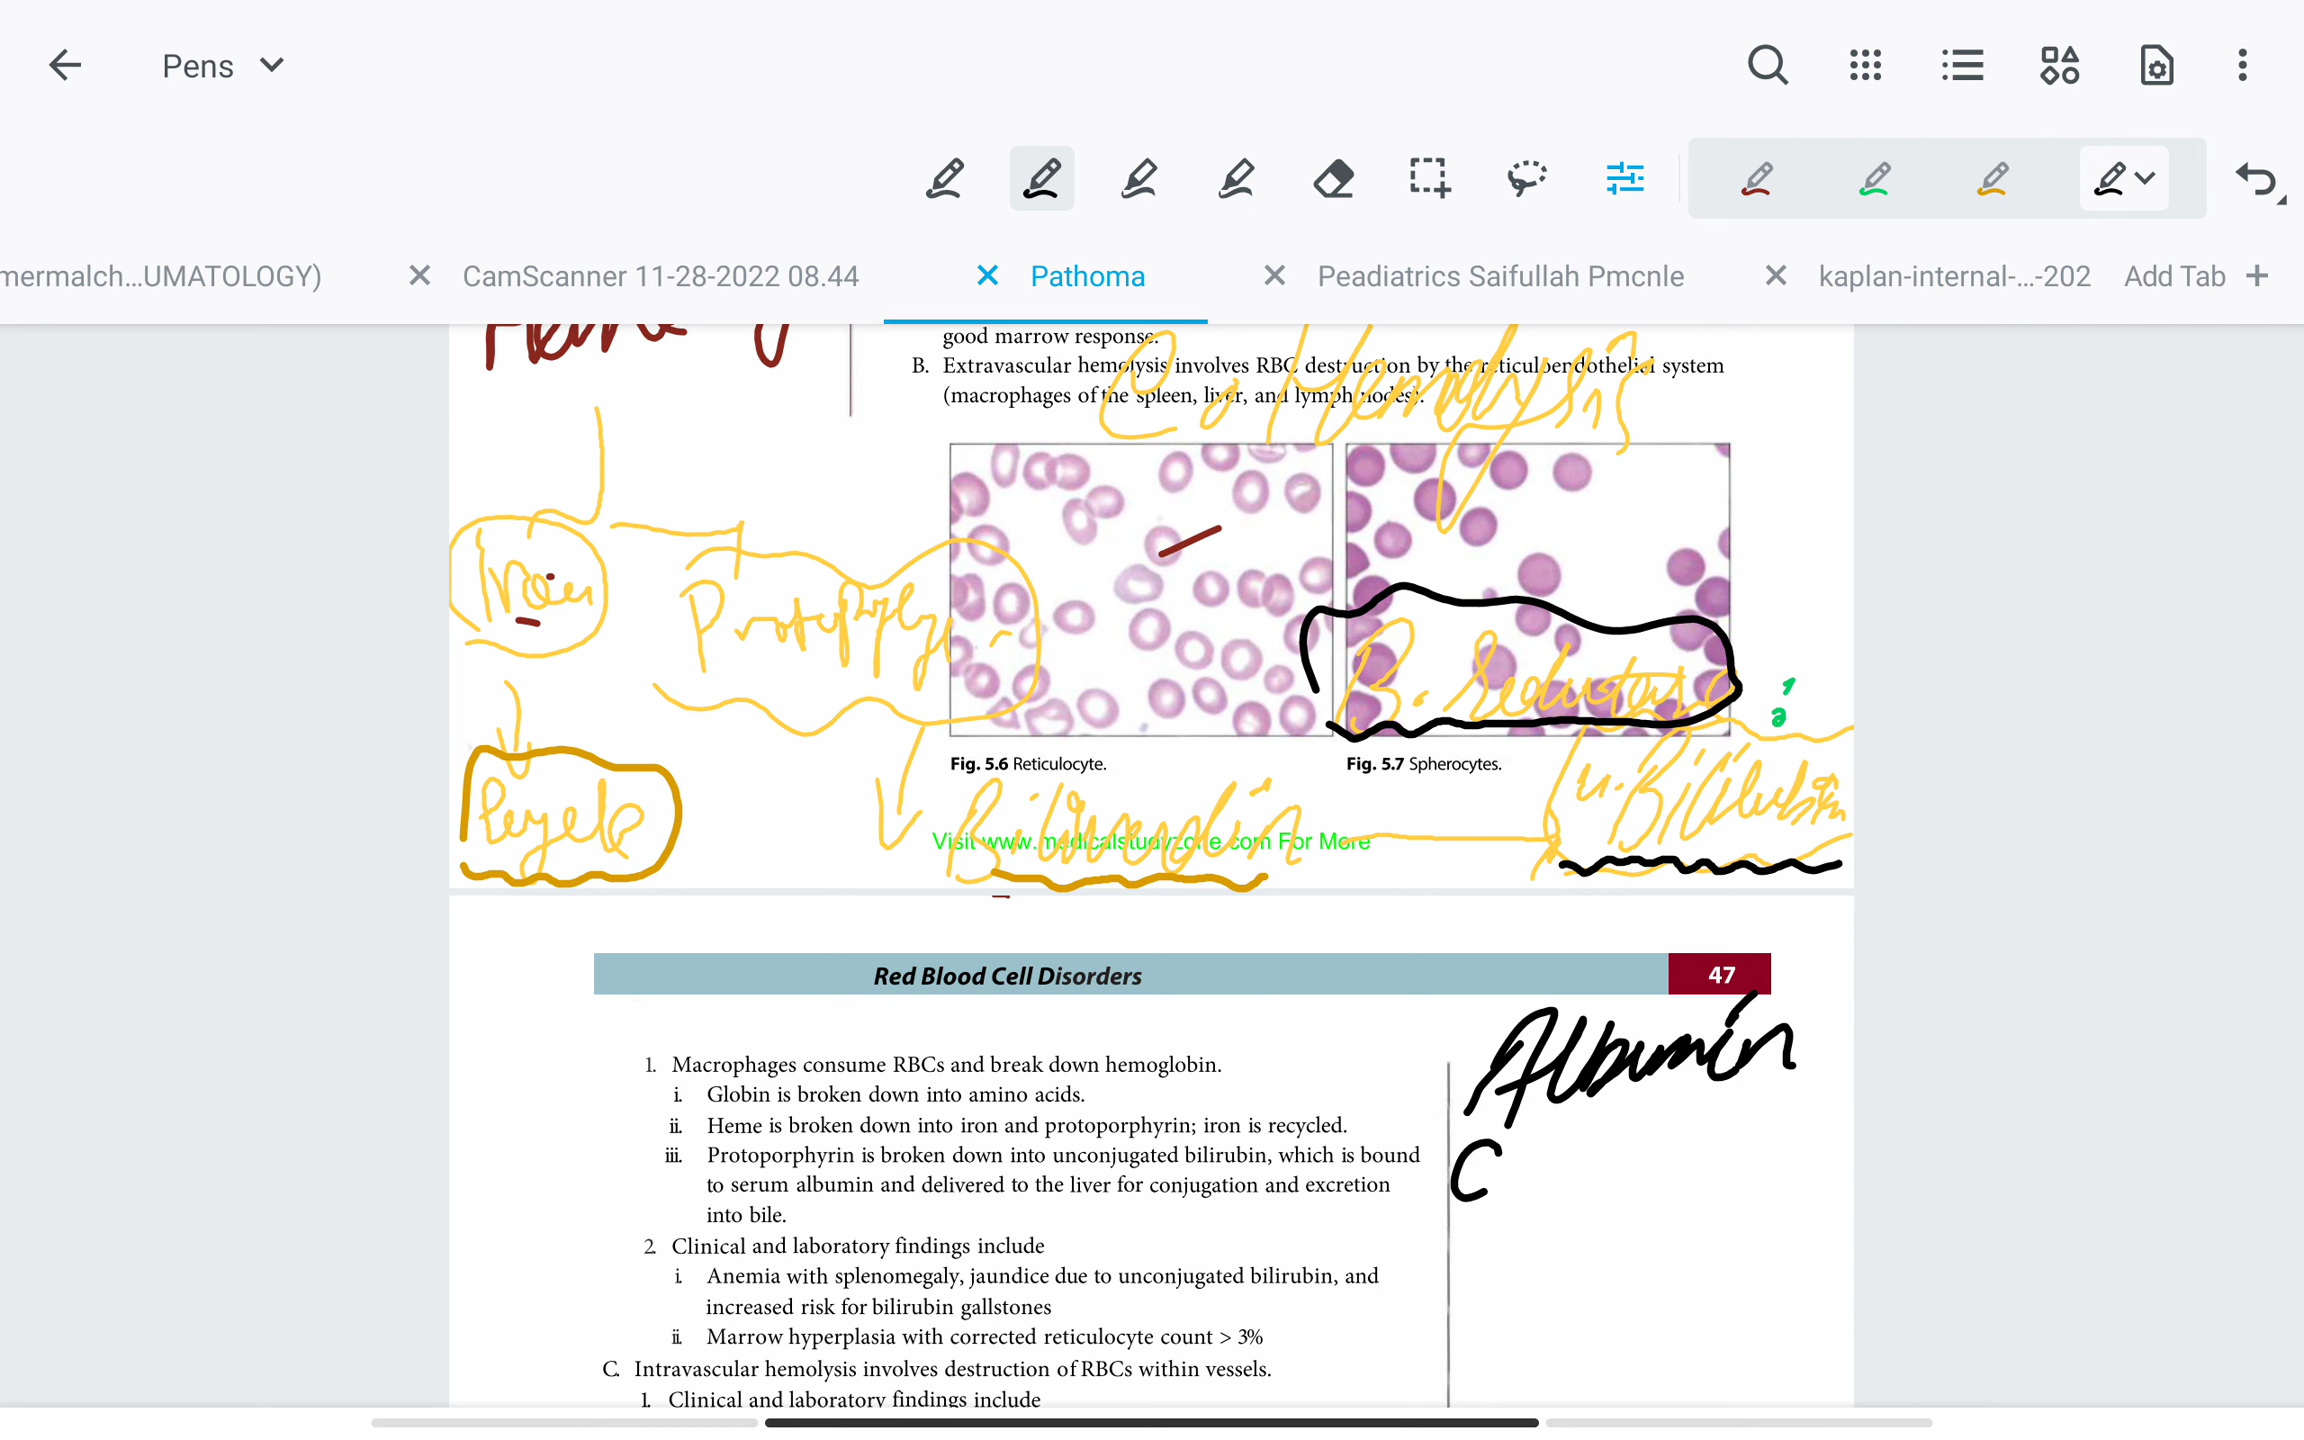 Pens
mermalch...UMATOLOGY)
CamScanner 11-28-2022 08.44
Pathoma
Peadiatrics Saifullah Pmcnle
kaplan-internal-...-202
Add Tab +
good marrow response.
B. Extravascular hemolysis involves RBC destruction by the reticuloendothelial system
(macrophages of the spleen, liver, and lymph nodes).
Iron
B.
Fig. 5.6 Reticulocyte.
Fig. 5.7 Spherocytes.
u. Bilirubin
Visit www.medicalstudyzone.com For More
Red Blood Cell Disorders
47
Albumin
C
1. Macrophages consume RBCs and break down hemoglobin.
i. Globin is broken down into amino acids.
ii. Heme is broken down into iron and protoporphyrin; iron is recycled.
iii. Protoporphyrin is broken down into unconjugated bilirubin, which is bound
to serum albumin and delivered to the liver for conjugation and excretion
into bile.
2. Clinical and laboratory findings include
i. Anemia with splenomegaly, jaundice due to unconjugated bilirubin, and
increased risk for bilirubin gallstones
ii. Marrow hyperplasia with corrected reticulocyte count > 3%
C. Intravascular hemolysis involves destruction of RBCs within vessels.
1. Clinical and laboratory findings include